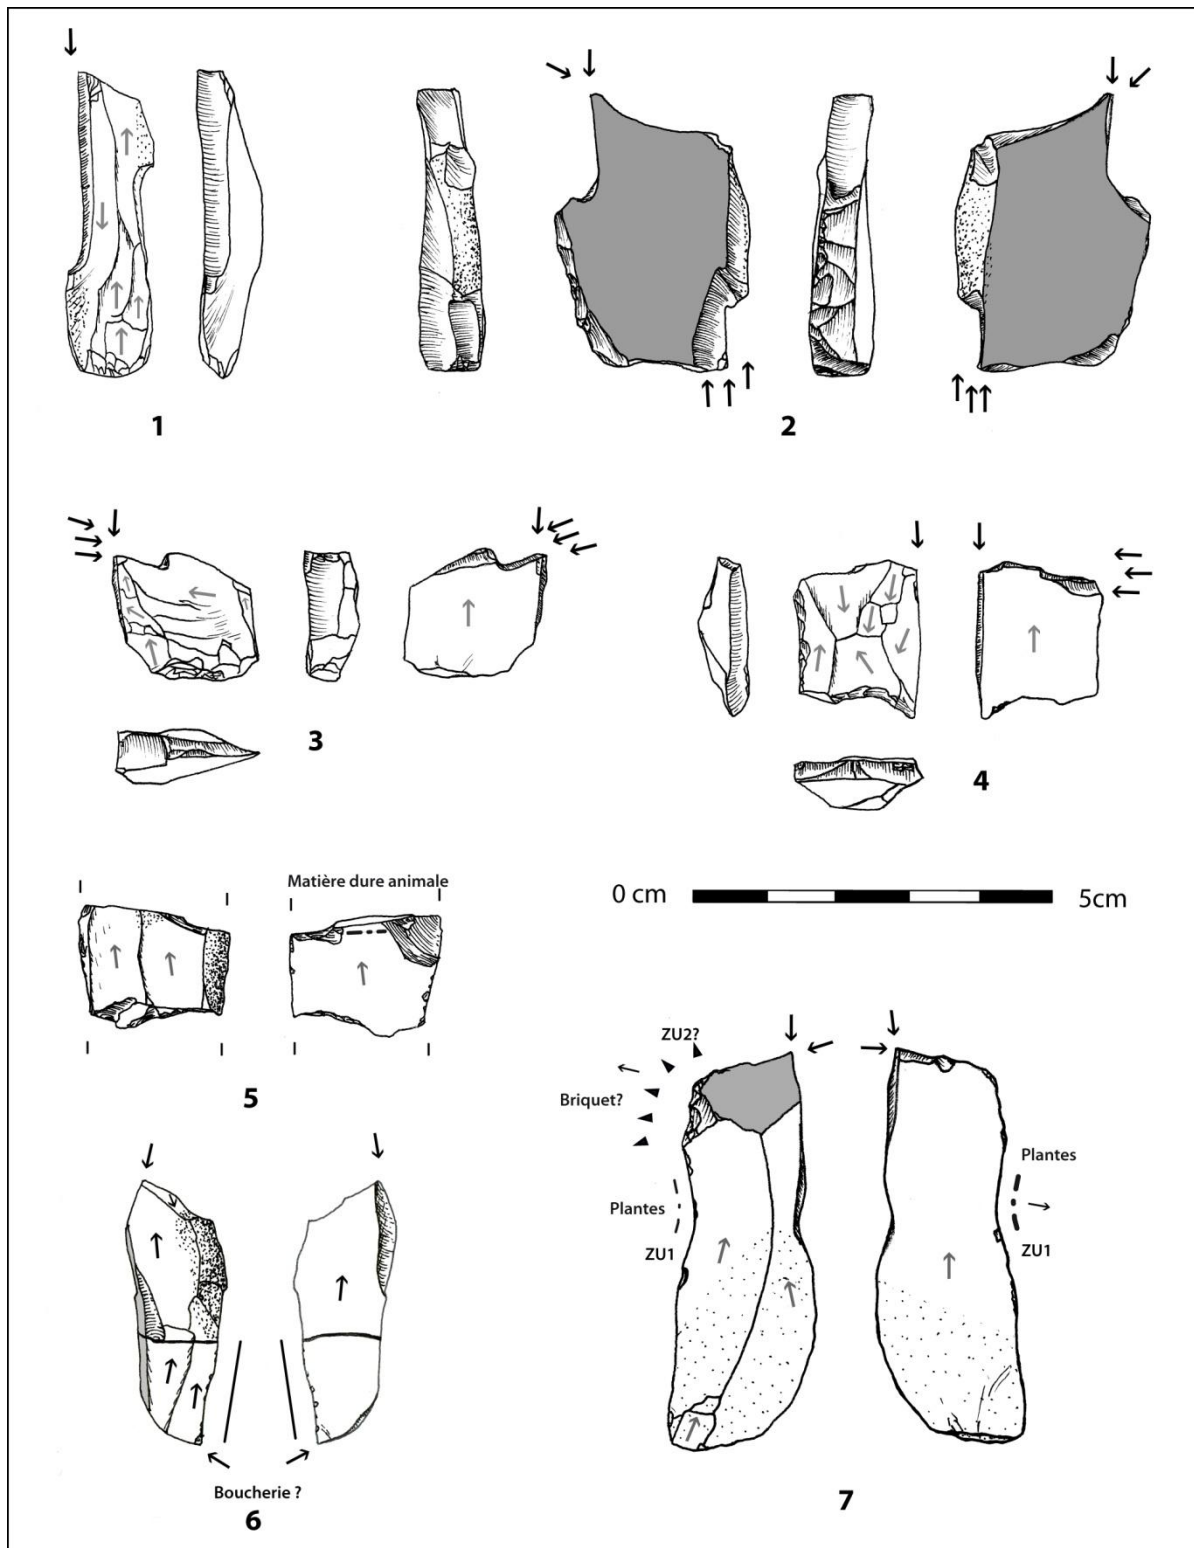 1
2
3
4
Matière dure animale
5
0 cm
5cm
ZU2?
Briquet?
Plantes
ZU1
Plantes
ZU1
Boucherie ?
6
7